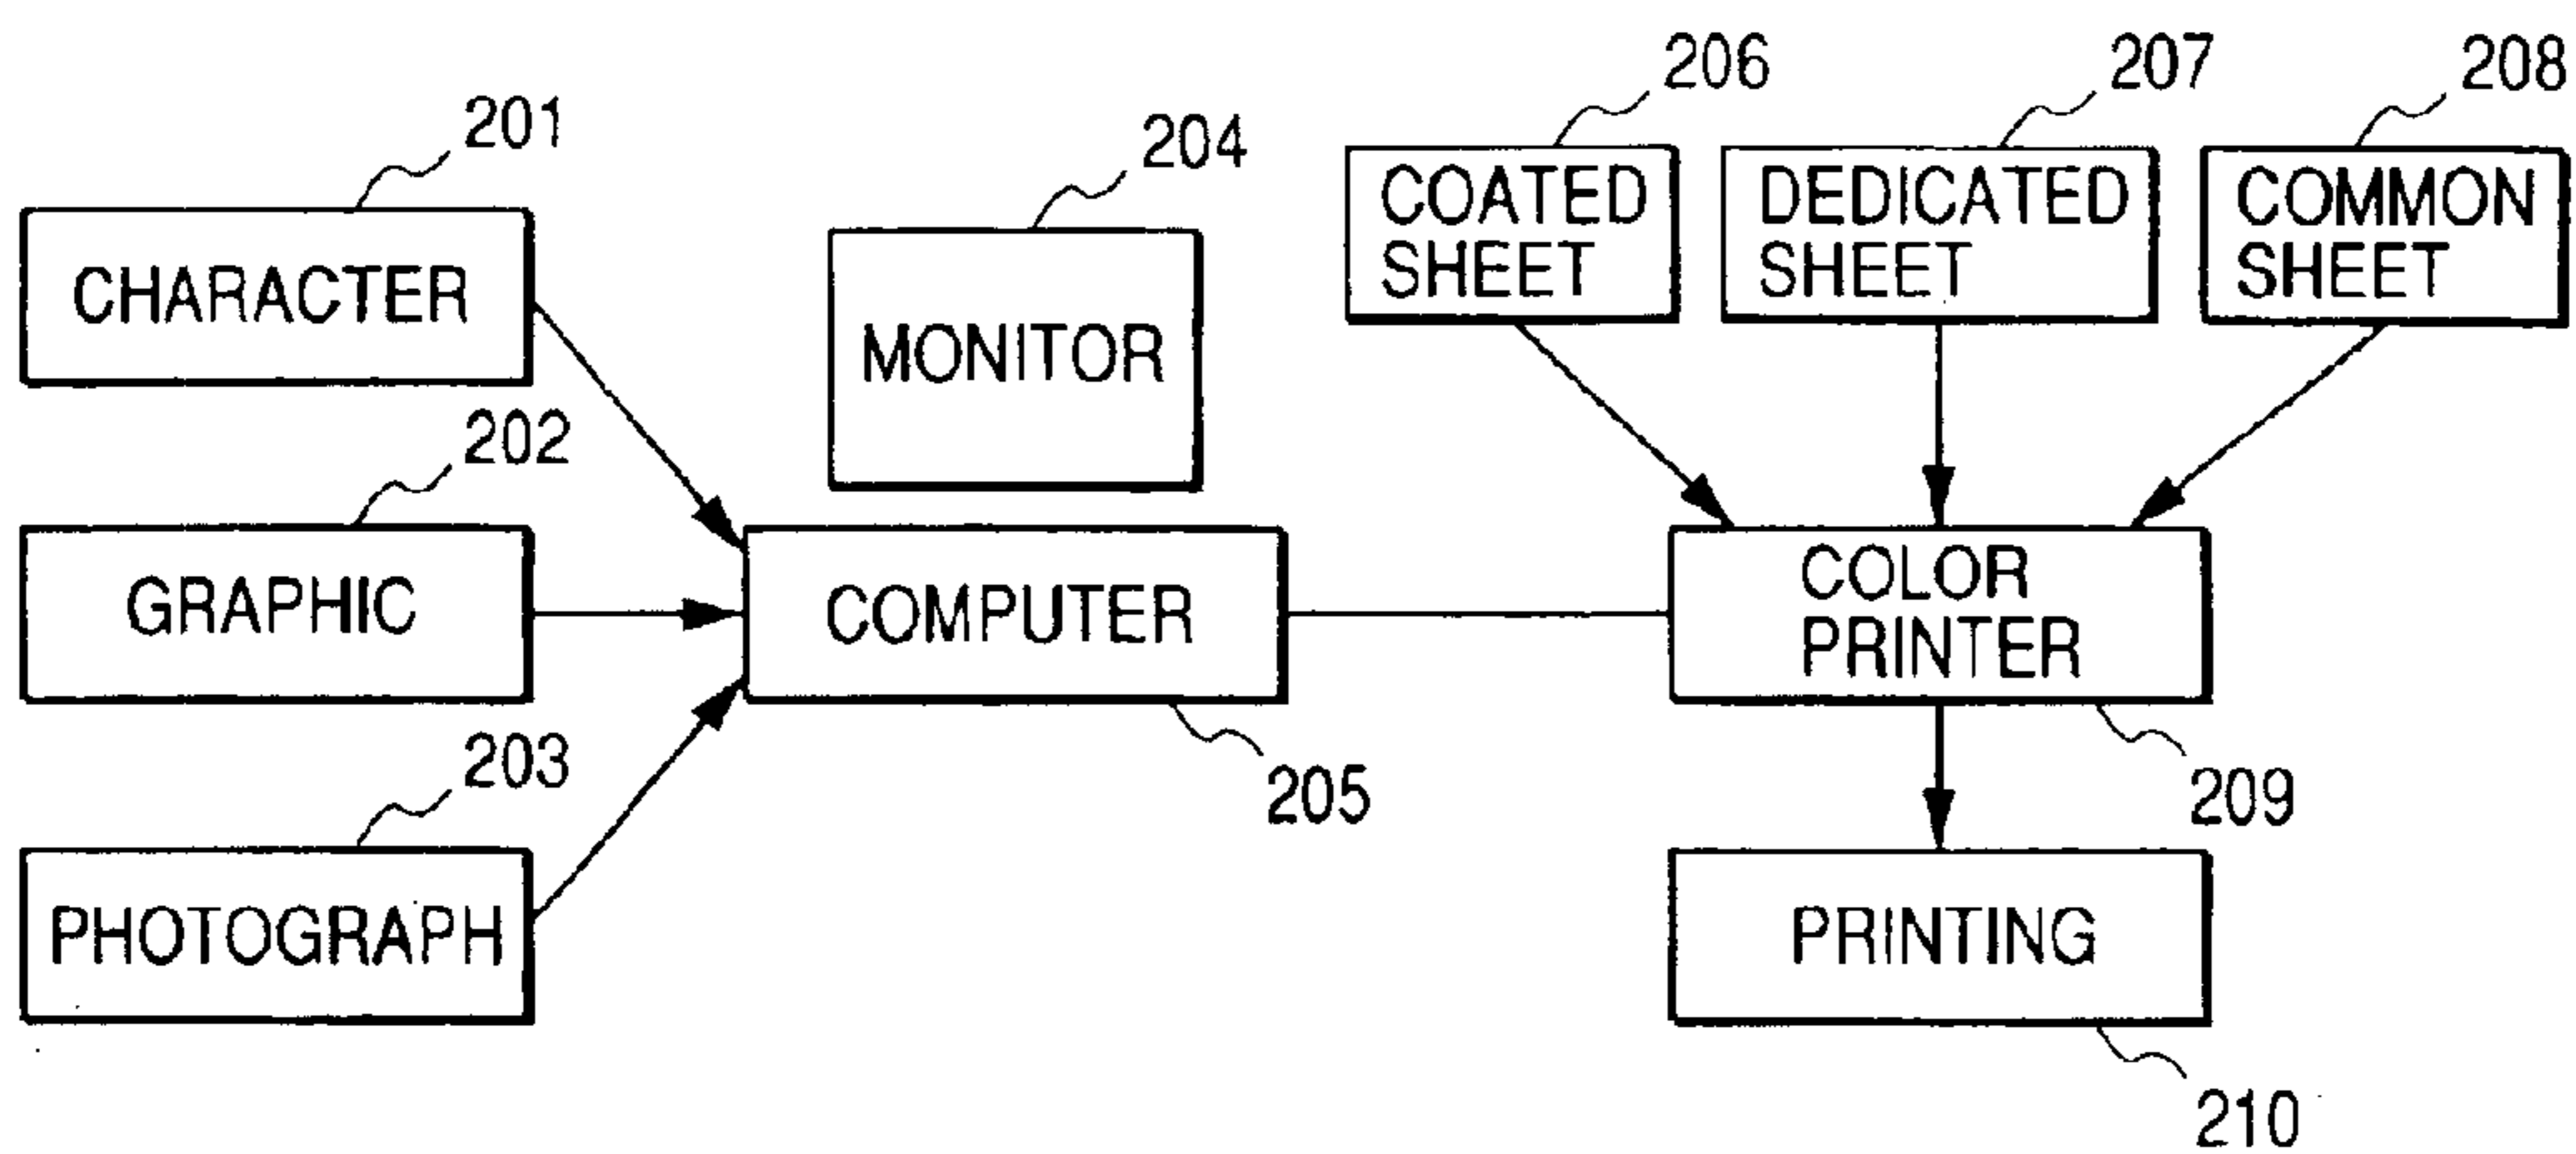 201
CHARACTER
202
GRAPHIC
203
PHOTOGRAPH
204
MONITOR
COMPUTER
205
206
COATED
SHEET
207
DEDICATED
SHEET
208
COMMON
SHEET
COLOR
PRINTER
209
PRINTING
210